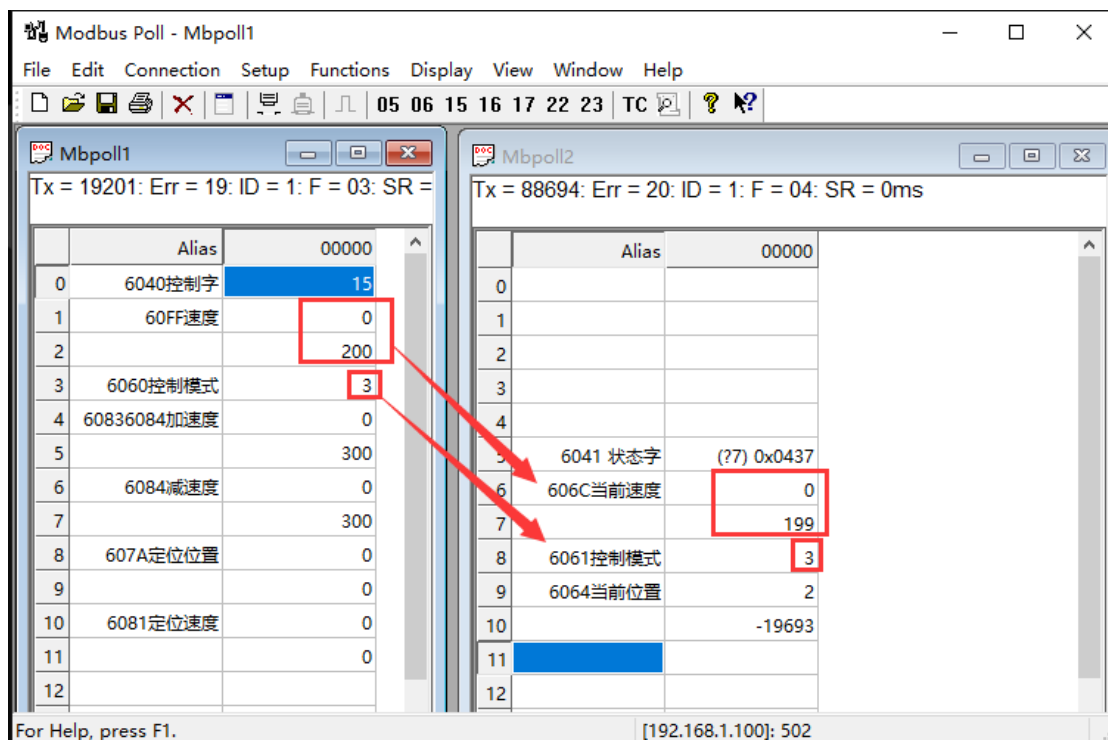 Modbus Poll - Mbpoll1
File Edit Connection Setup Functions Display View Window Help
05 06 15 16 17 22 23 TC
Mbpoll1
Tx = 19201: Err = 19: ID = 1: F = 03: SR =
Alias 00000
0 6040控制字 15
1 60FF速度 0
2 200
3 6060控制模式 3
4 60836084加速度 0
5 300
6 6084减速度 0
7 300
8 607A定位位置 0
9 0
10 6081定位速度 0
11 0
12
Mbpoll2
Tx = 88694: Err = 20: ID = 1: F = 04: SR = 0ms
Alias 00000
0
1
2
3
4
5 6041 状态字 (?7) 0x0437
6 606C当前速度 0
7 199
8 6061控制模式 3
9 6064当前位置 2
10 -19693
11
12
For Help, press F1.
[192.168.1.100]: 502